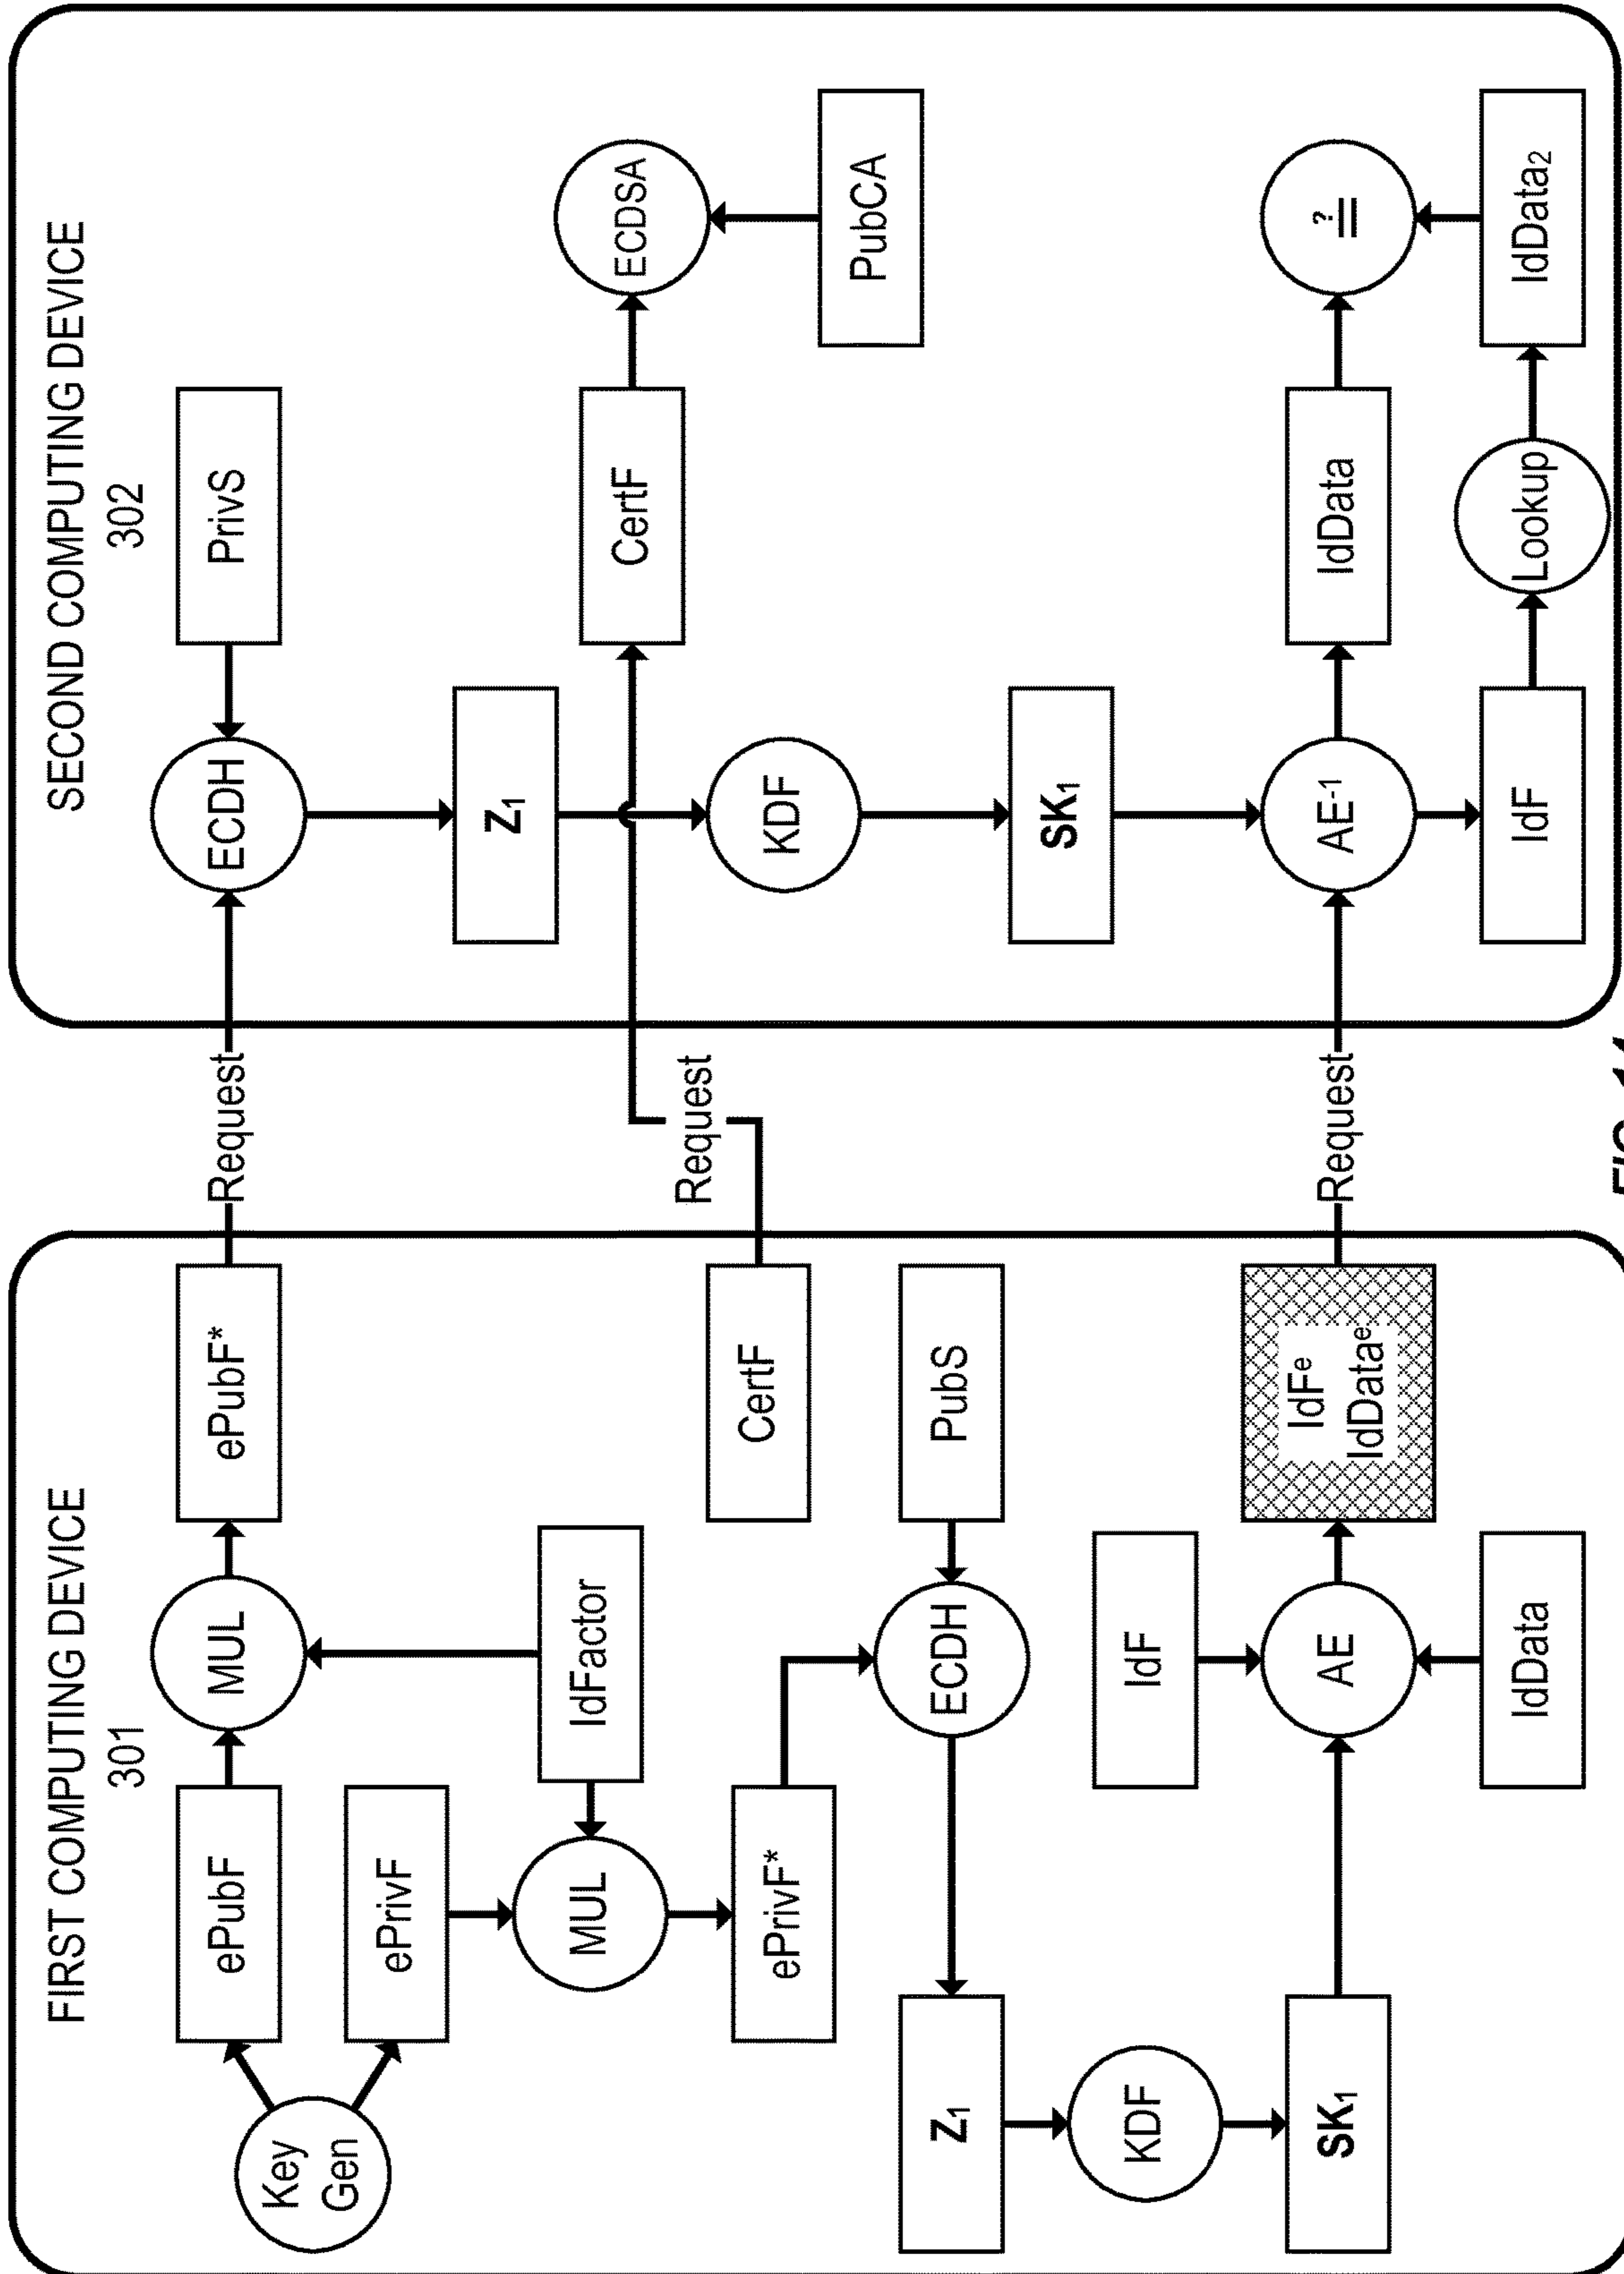 FIRST COMPUTING DEVICE
301
Key
Gen
ePubF
MUL
ePubF*
Request
ePrivF
MUL
IdFactor
ePrivF*
CertF
Request
ECDH
PubS
Z1
KDF
SK1
IdF
AE
IdData
IdFe
IdDatae
Request
SECOND COMPUTING DEVICE
302
ECDH
PrivS
Z1
CertF
ECDSA
PubCA
KDF
SK1
AE-1
IdData
?
=
IdF
Lookup
IdData2